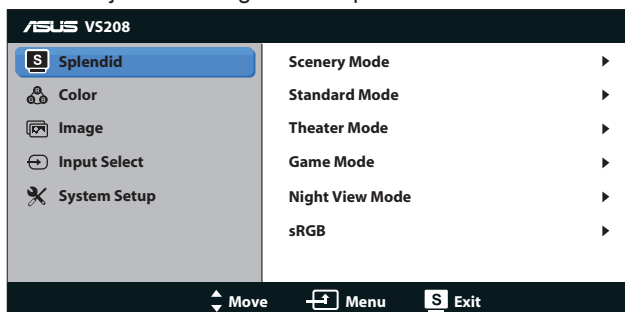 ASUS VS208
S Splendid
Color
Image
Input Select
System Setup
Scenery Mode
Standard Mode
Theater Mode
Game Mode
Night View Mode
sRGB
Move Menu S Exit